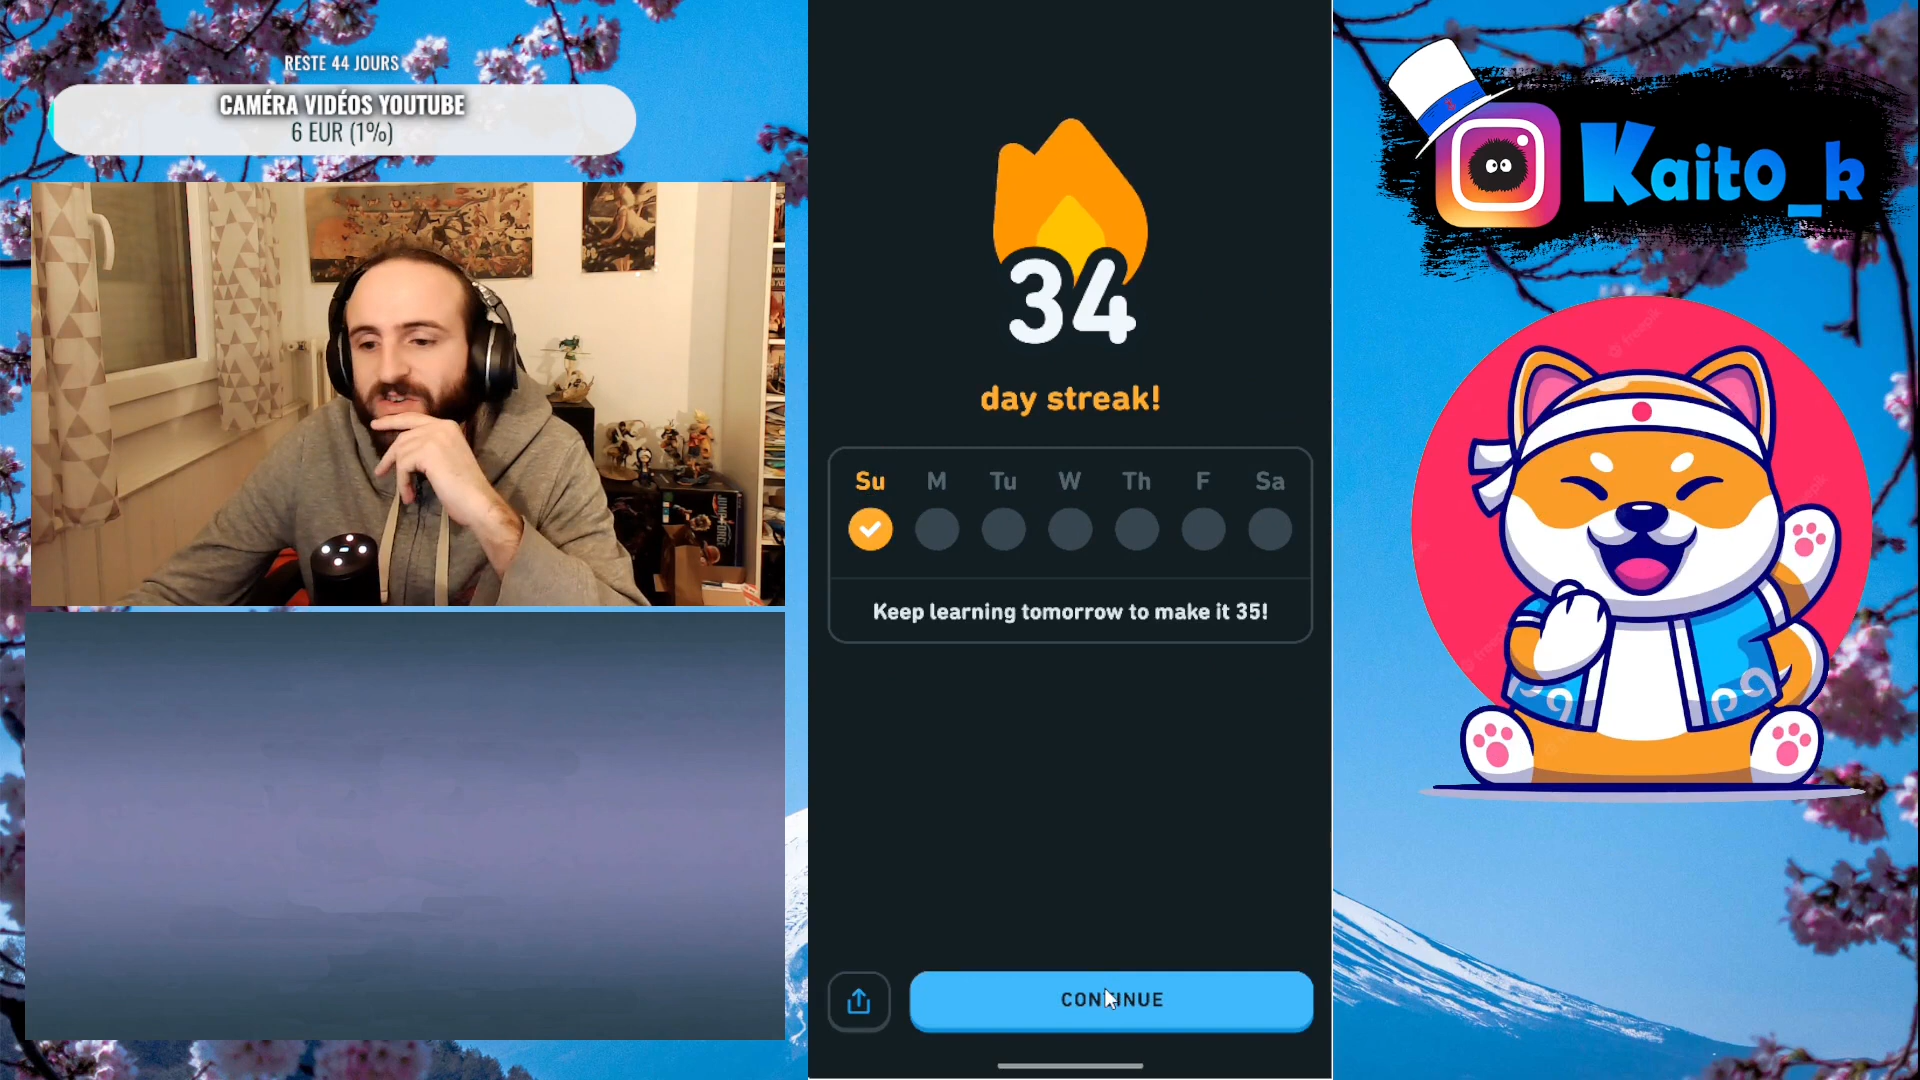 RESTE 44 JOURS
CAMÉRA VIDÉOS YOUTUBE
6 EUR (1%)
34
day streak!
Su M Tu W Th F Sa
Keep learning tomorrow to make it 35!
CONTINUE
Kaito_k